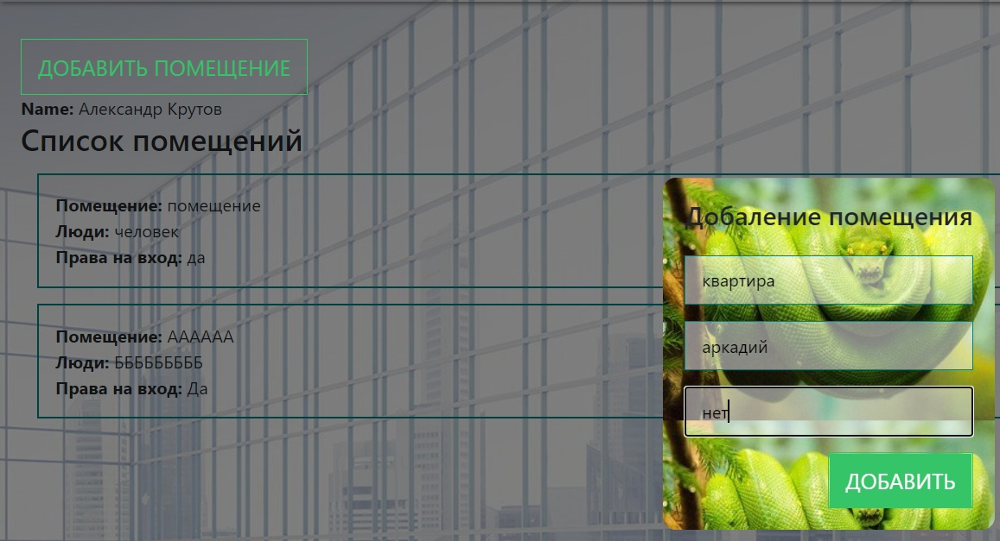 ДОБАВИТЬ ПОМЕЩЕНИЕ
Name: Александр Крутов
Список помещений
Помещение: помещение
Люди: человек
Права на вход: да
Помещение: АААААА
Люди: БББББББББ
Права на вход: Да
Добаление помещения
квартира
аркадий
нет
ДОБАВИТЬ